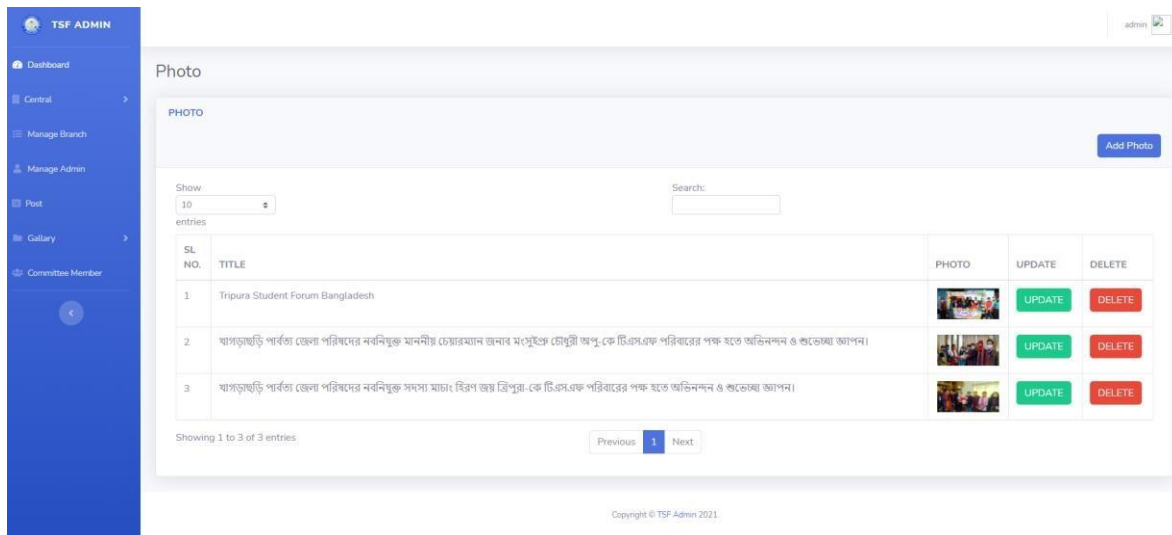 TSF ADMIN
admin
Dashboard
Central
Manage Branch
Manage Admin
Post
Gallary
Committee Member
Photo
PHOTO
Add Photo
Show
10
entries
Search:
SL NO. TITLE PHOTO UPDATE DELETE
1 Tripura Student Forum Bangladesh UPDATE DELETE
2 খাগড়াছড়ি পার্বত্য জেলা পরিষদের নবনিযুক্ত মাননীয় চেয়ারম্যান জনাব মংসুইপ্রু চৌধুরী অপু-কে টিএসএফ পরিবারের পক্ষ হতে অভিনন্দন ও শুভেচ্ছা জ্ঞাপন। UPDATE DELETE
3 খাগড়াছড়ি পার্বত্য জেলা পরিষদের নবনিযুক্ত সদস্য মাচাং হিরণ জয় ত্রিপুরা-কে টিএসএফ পরিবারের পক্ষ হতে অভিনন্দন ও শুভেচ্ছা জ্ঞাপন। UPDATE DELETE
Showing 1 to 3 of 3 entries
Previous 1 Next
Copyright © TSF Admin 2021